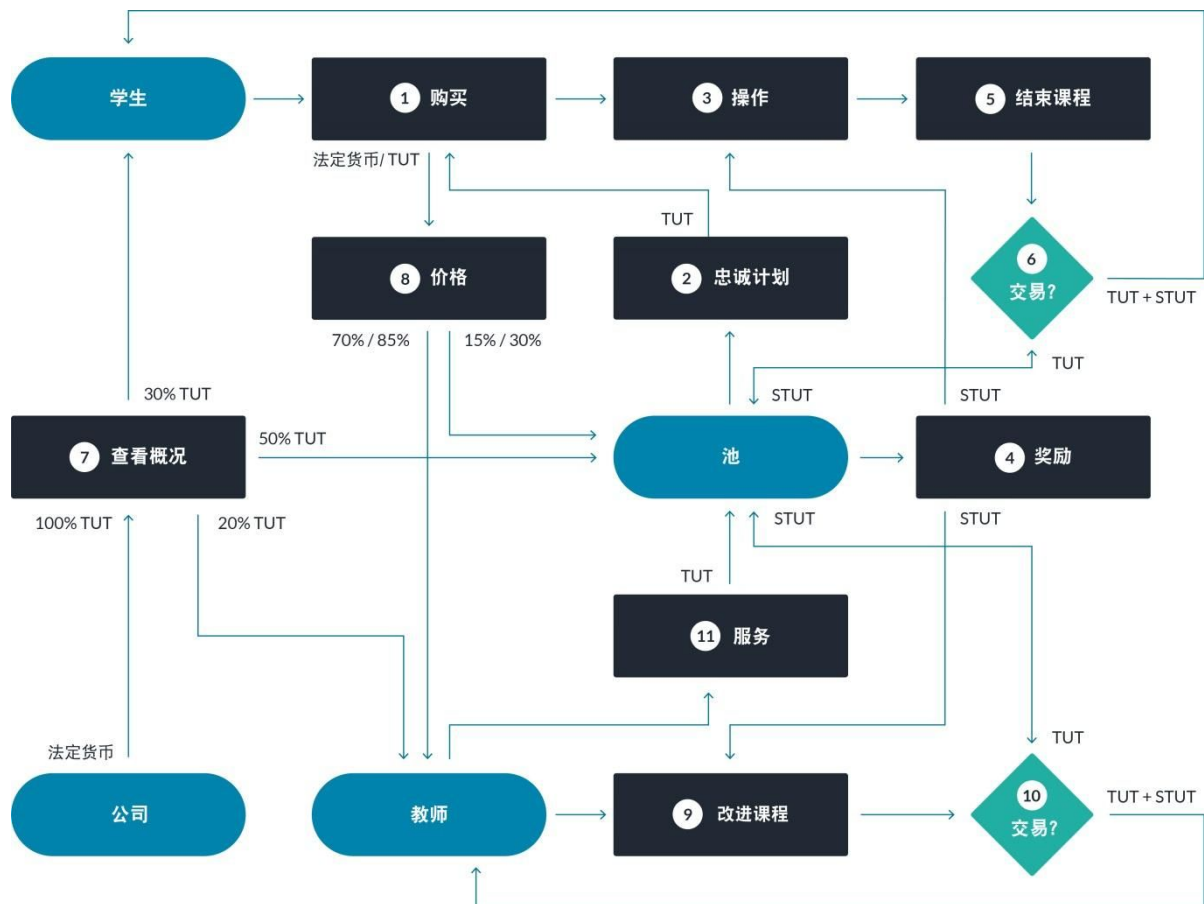 学生
1 购买
3 操作
5 结束课程
法定货币/ TUT
TUT
8 价格
2 忠诚计划
6
交易?
TUT + STUT
70% / 85%
15% / 30%
TUT
30% TUT
STUT
STUT
7 查看概况
50% TUT
池
4 奖励
100% TUT
20% TUT
STUT
STUT
TUT
11 服务
法定货币
TUT
公司
教师
9 改进课程
10
交易?
TUT + STUT